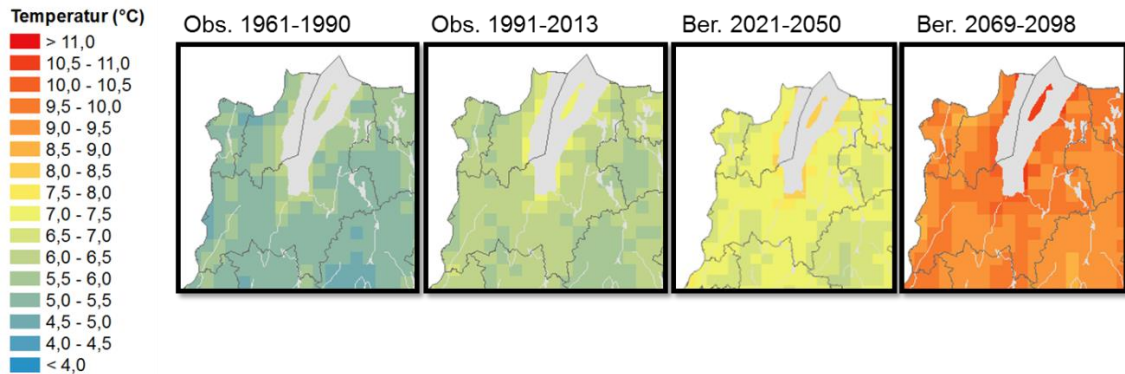 Temperatur (°C)
> 11,0
10,5 - 11,0
10,0 - 10,5
9,5 - 10,0
9,0 - 9,5
8,5 - 9,0
8,0 - 8,5
7,5 - 8,0
7,0 - 7,5
6,5 - 7,0
6,0 - 6,5
5,5 - 6,0
5,0 - 5,5
4,5 - 5,0
4,0 - 4,5
< 4,0
Obs. 1961-1990
Obs. 1991-2013
Ber. 2021-2050
Ber. 2069-2098